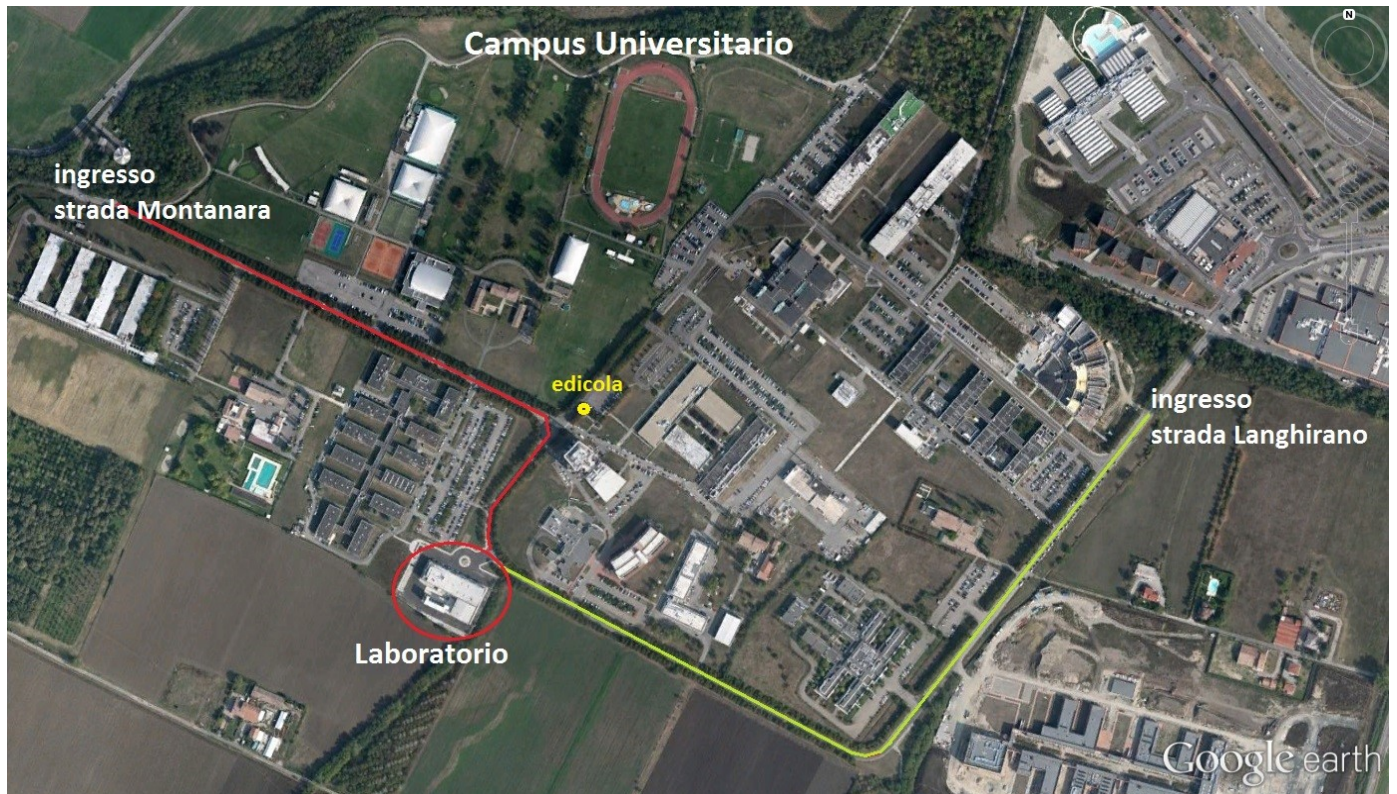 Campus Universitario
N
ingresso
strada Montanara
edicola
ingresso
strada Langhirano
Laboratorio
Google earth